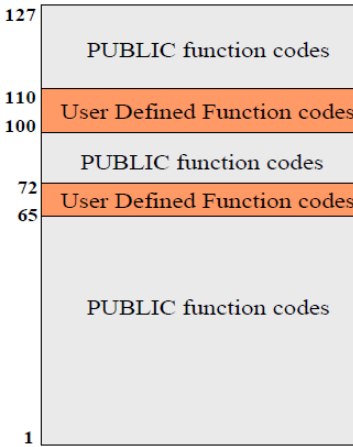 127
PUBLIC function codes
110
User Defined Function codes
100
PUBLIC function codes
72
User Defined Function codes
65
PUBLIC function codes
1